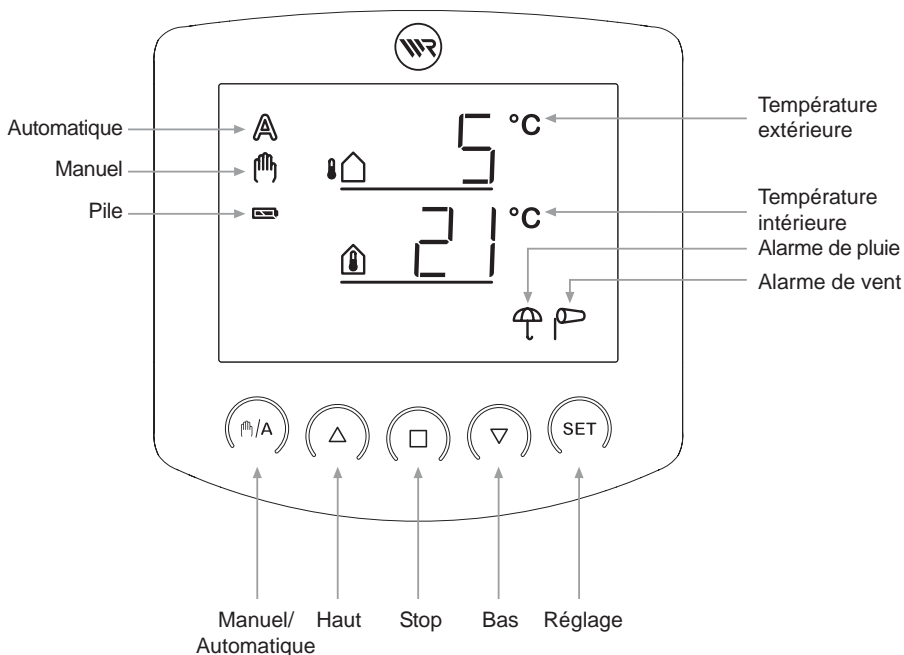 WR
Automatique
Manuel
Pile
A
5 °C
21 °C
Température
extérieure
Température
intérieure
Alarme de pluie
Alarme de vent
/A
SET
Manuel/
Automatique
Haut
Stop
Bas
Réglage